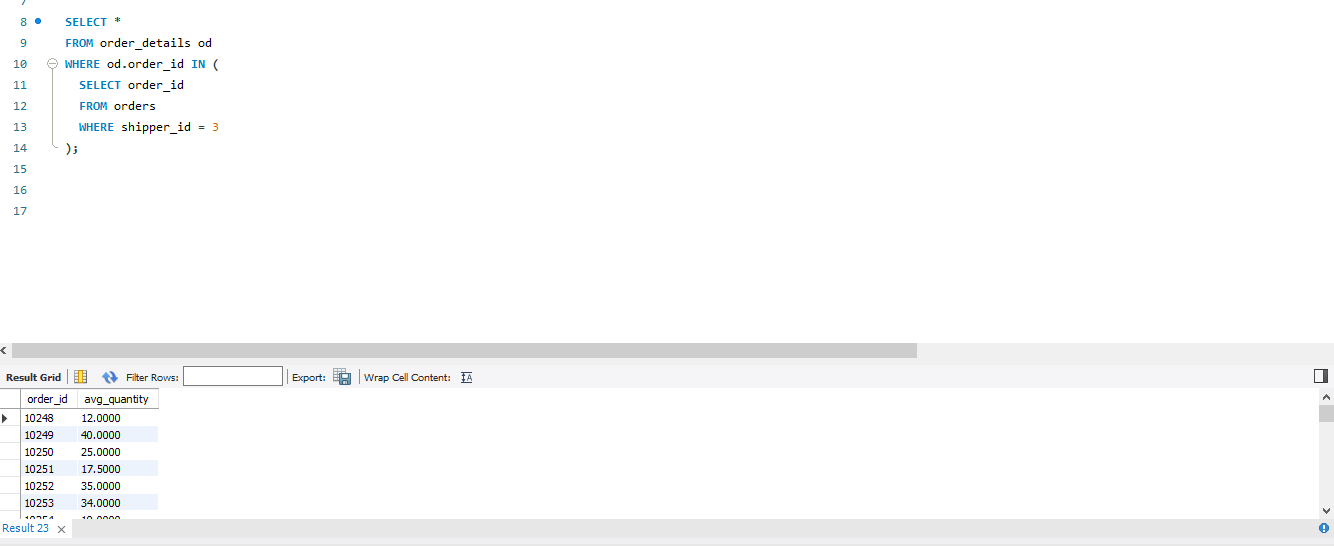 7
8 SELECT *
9 FROM order_details od
10 WHERE od.order_id IN (
11 SELECT order_id
12 FROM orders
13 WHERE shipper_id = 3
14 );
15
16
17
Result Grid Filter Rows: Export: Wrap Cell Content: IA
order_id avg_quantity
10248 12.0000
10249 40.0000
10250 25.0000
10251 17.5000
10252 35.0000
10253 34.0000
Result 23 ×